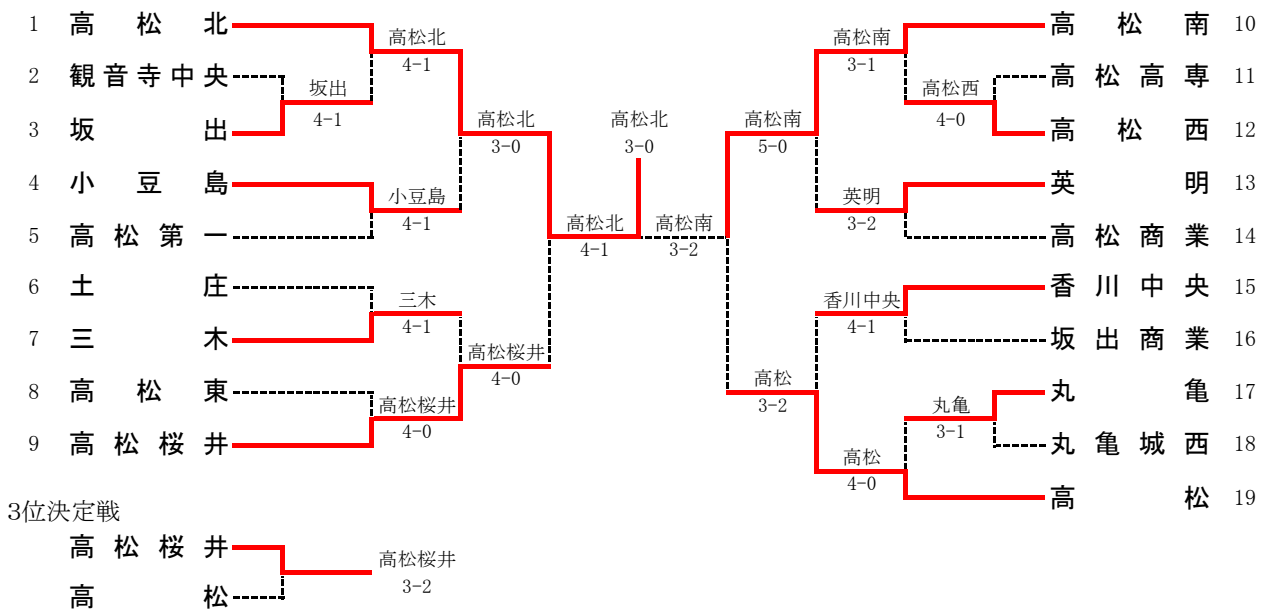 1 高松北
高松北
4-1
2 観音寺中央
坂出
4-1
3 坂出
高松北
3-0
4 小豆島
小豆島
4-1
5 高松第一
高松北
4-1
6 土庄
三木
4-1
7 三木
高松桜井
4-0
8 高松東
高松桜井
4-0
9 高松桜井
高松北
3-0
高松南
3-2
高松南 10
高松南
3-1
高松高専 11
高松西
4-0
高松西 12
高松南
5-0
英明 13
英明
3-2
高松商業 14
香川中央 15
香川中央
4-1
坂出商業 16
高松
3-2
丸亀 17
丸亀
3-1
丸亀城西 18
高松
4-0
高松 19
3位決定戦
高松桜井
高松桜井
3-2
高松